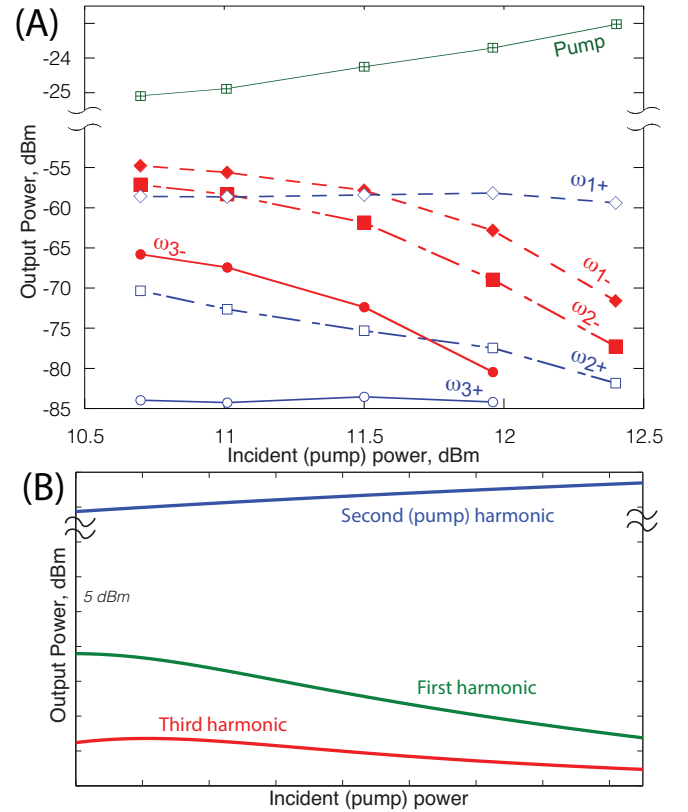 (A)
-23
Pump
-25
-55
ω1+
-60
ω3-
-65
ω1-
-70
ω2-
-75
ω2+
-80
ω3+
-85
Output Power, dBm
10.5 11 11.5 12 12.5
Incident (pump) power, dBm
(B)
Second (pump) harmonic
5 dBm
Output Power, dBm
First harmonic
Third harmonic
Incident (pump) power